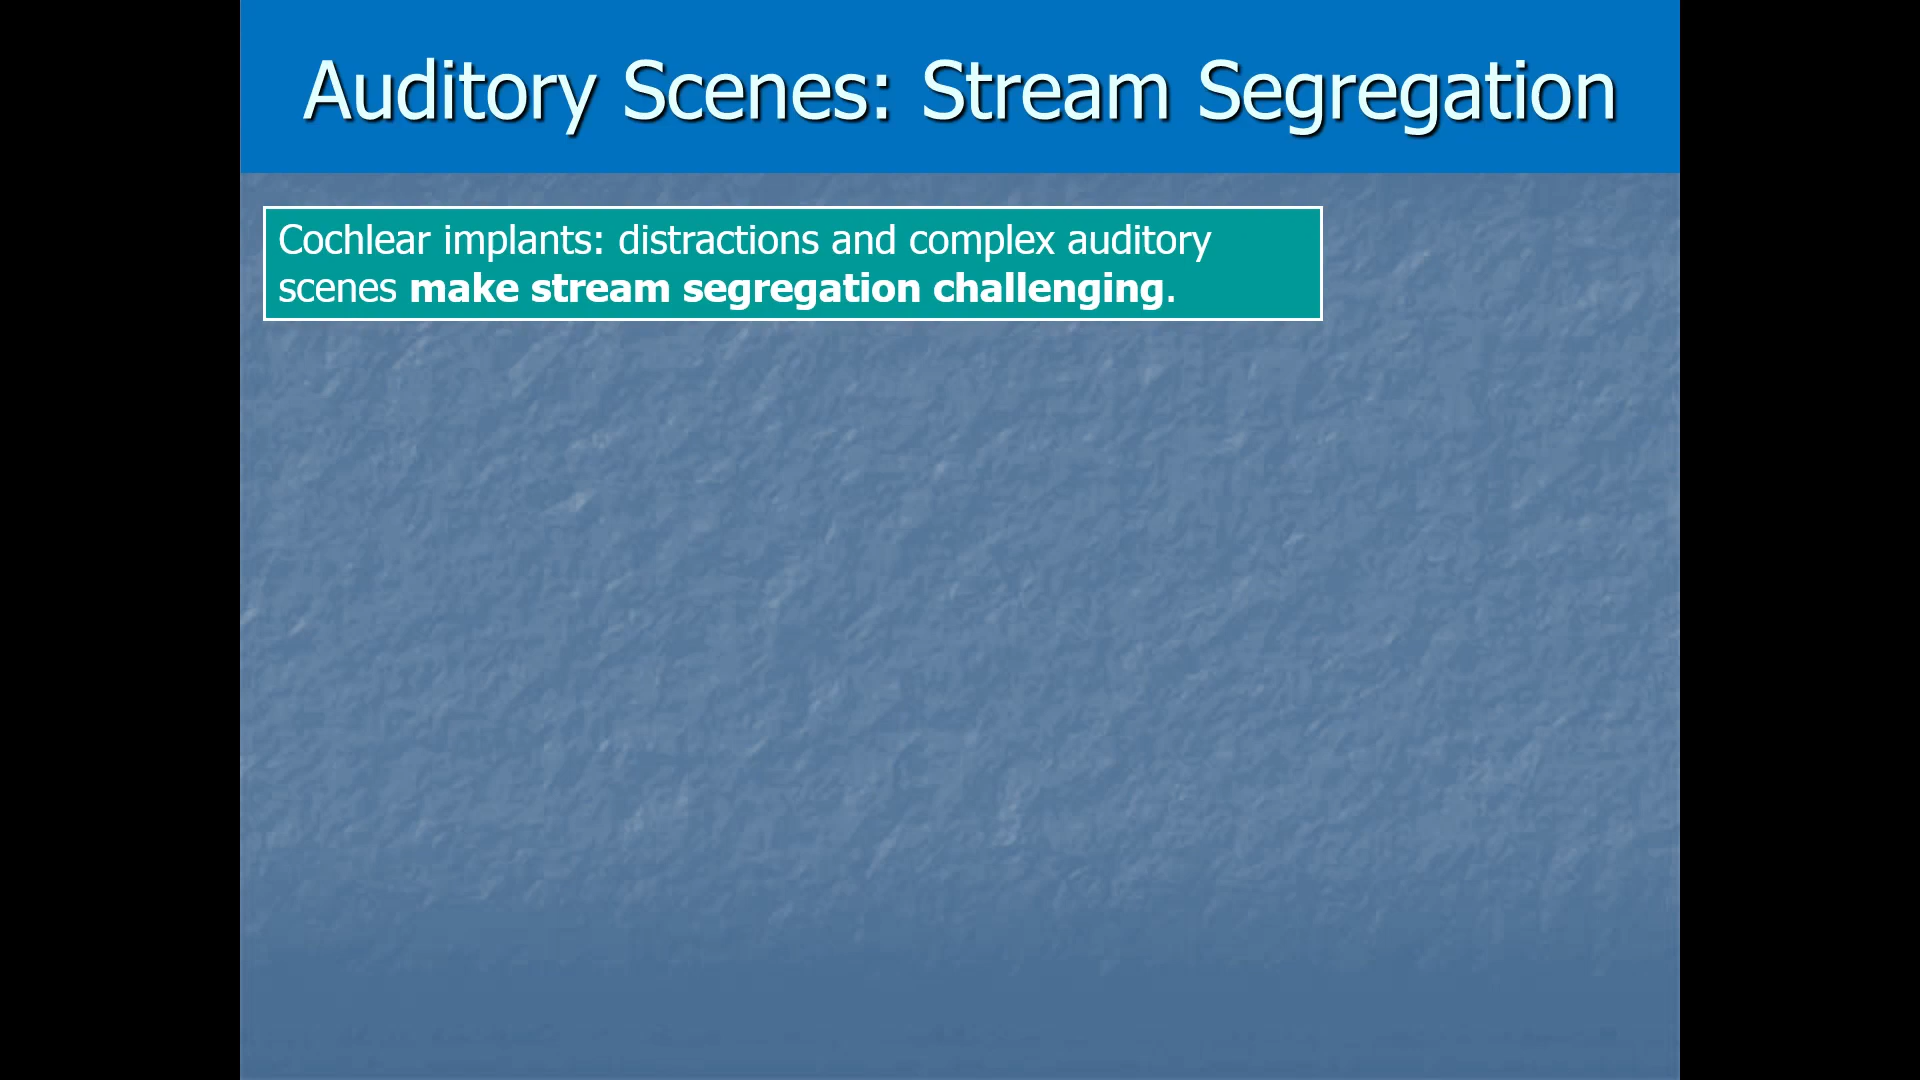 Auditory Scenes: Stream Segregation
Cochlear implants: distractions and complex auditory
scenes make stream segregation challenging.